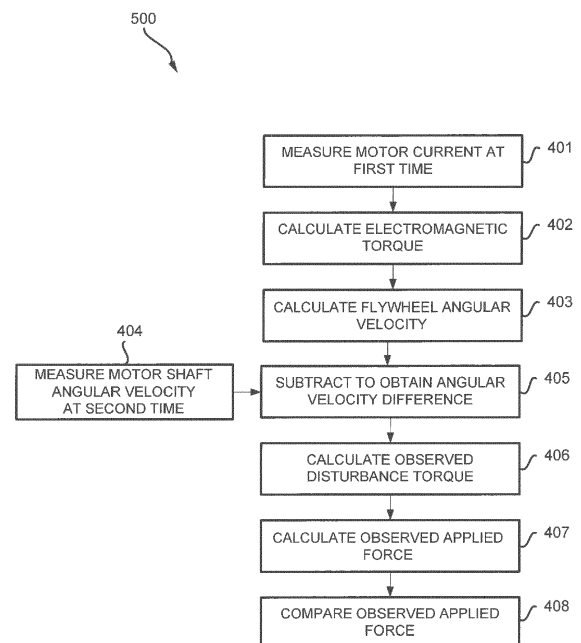 500
MEASURE MOTOR CURRENT AT
FIRST TIME
401
CALCULATE ELECTROMAGNETIC
TORQUE
402
CALCULATE FLYWHEEL ANGULAR
VELOCITY
403
404
MEASURE MOTOR SHAFT
ANGULAR VELOCITY
AT SECOND TIME
SUBTRACT TO OBTAIN ANGULAR
VELOCITY DIFFERENCE
405
CALCULATE OBSERVED
DISTURBANCE TORQUE
406
CALCULATE OBSERVED APPLIED
FORCE
407
COMPARE OBSERVED APPLIED
FORCE
408